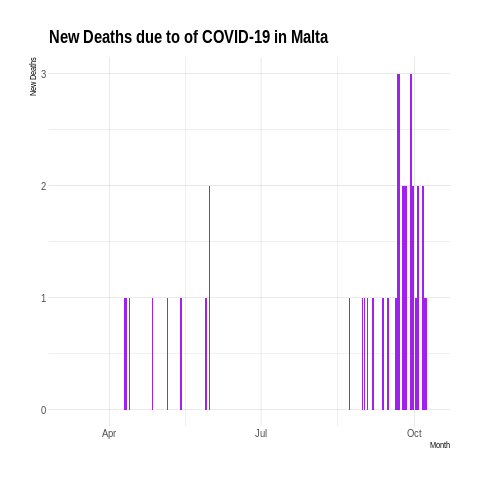 New Deaths due to of COVID-19 in Malta
New Deaths
3
2
1
0
Apr
Jul
Oct
Month